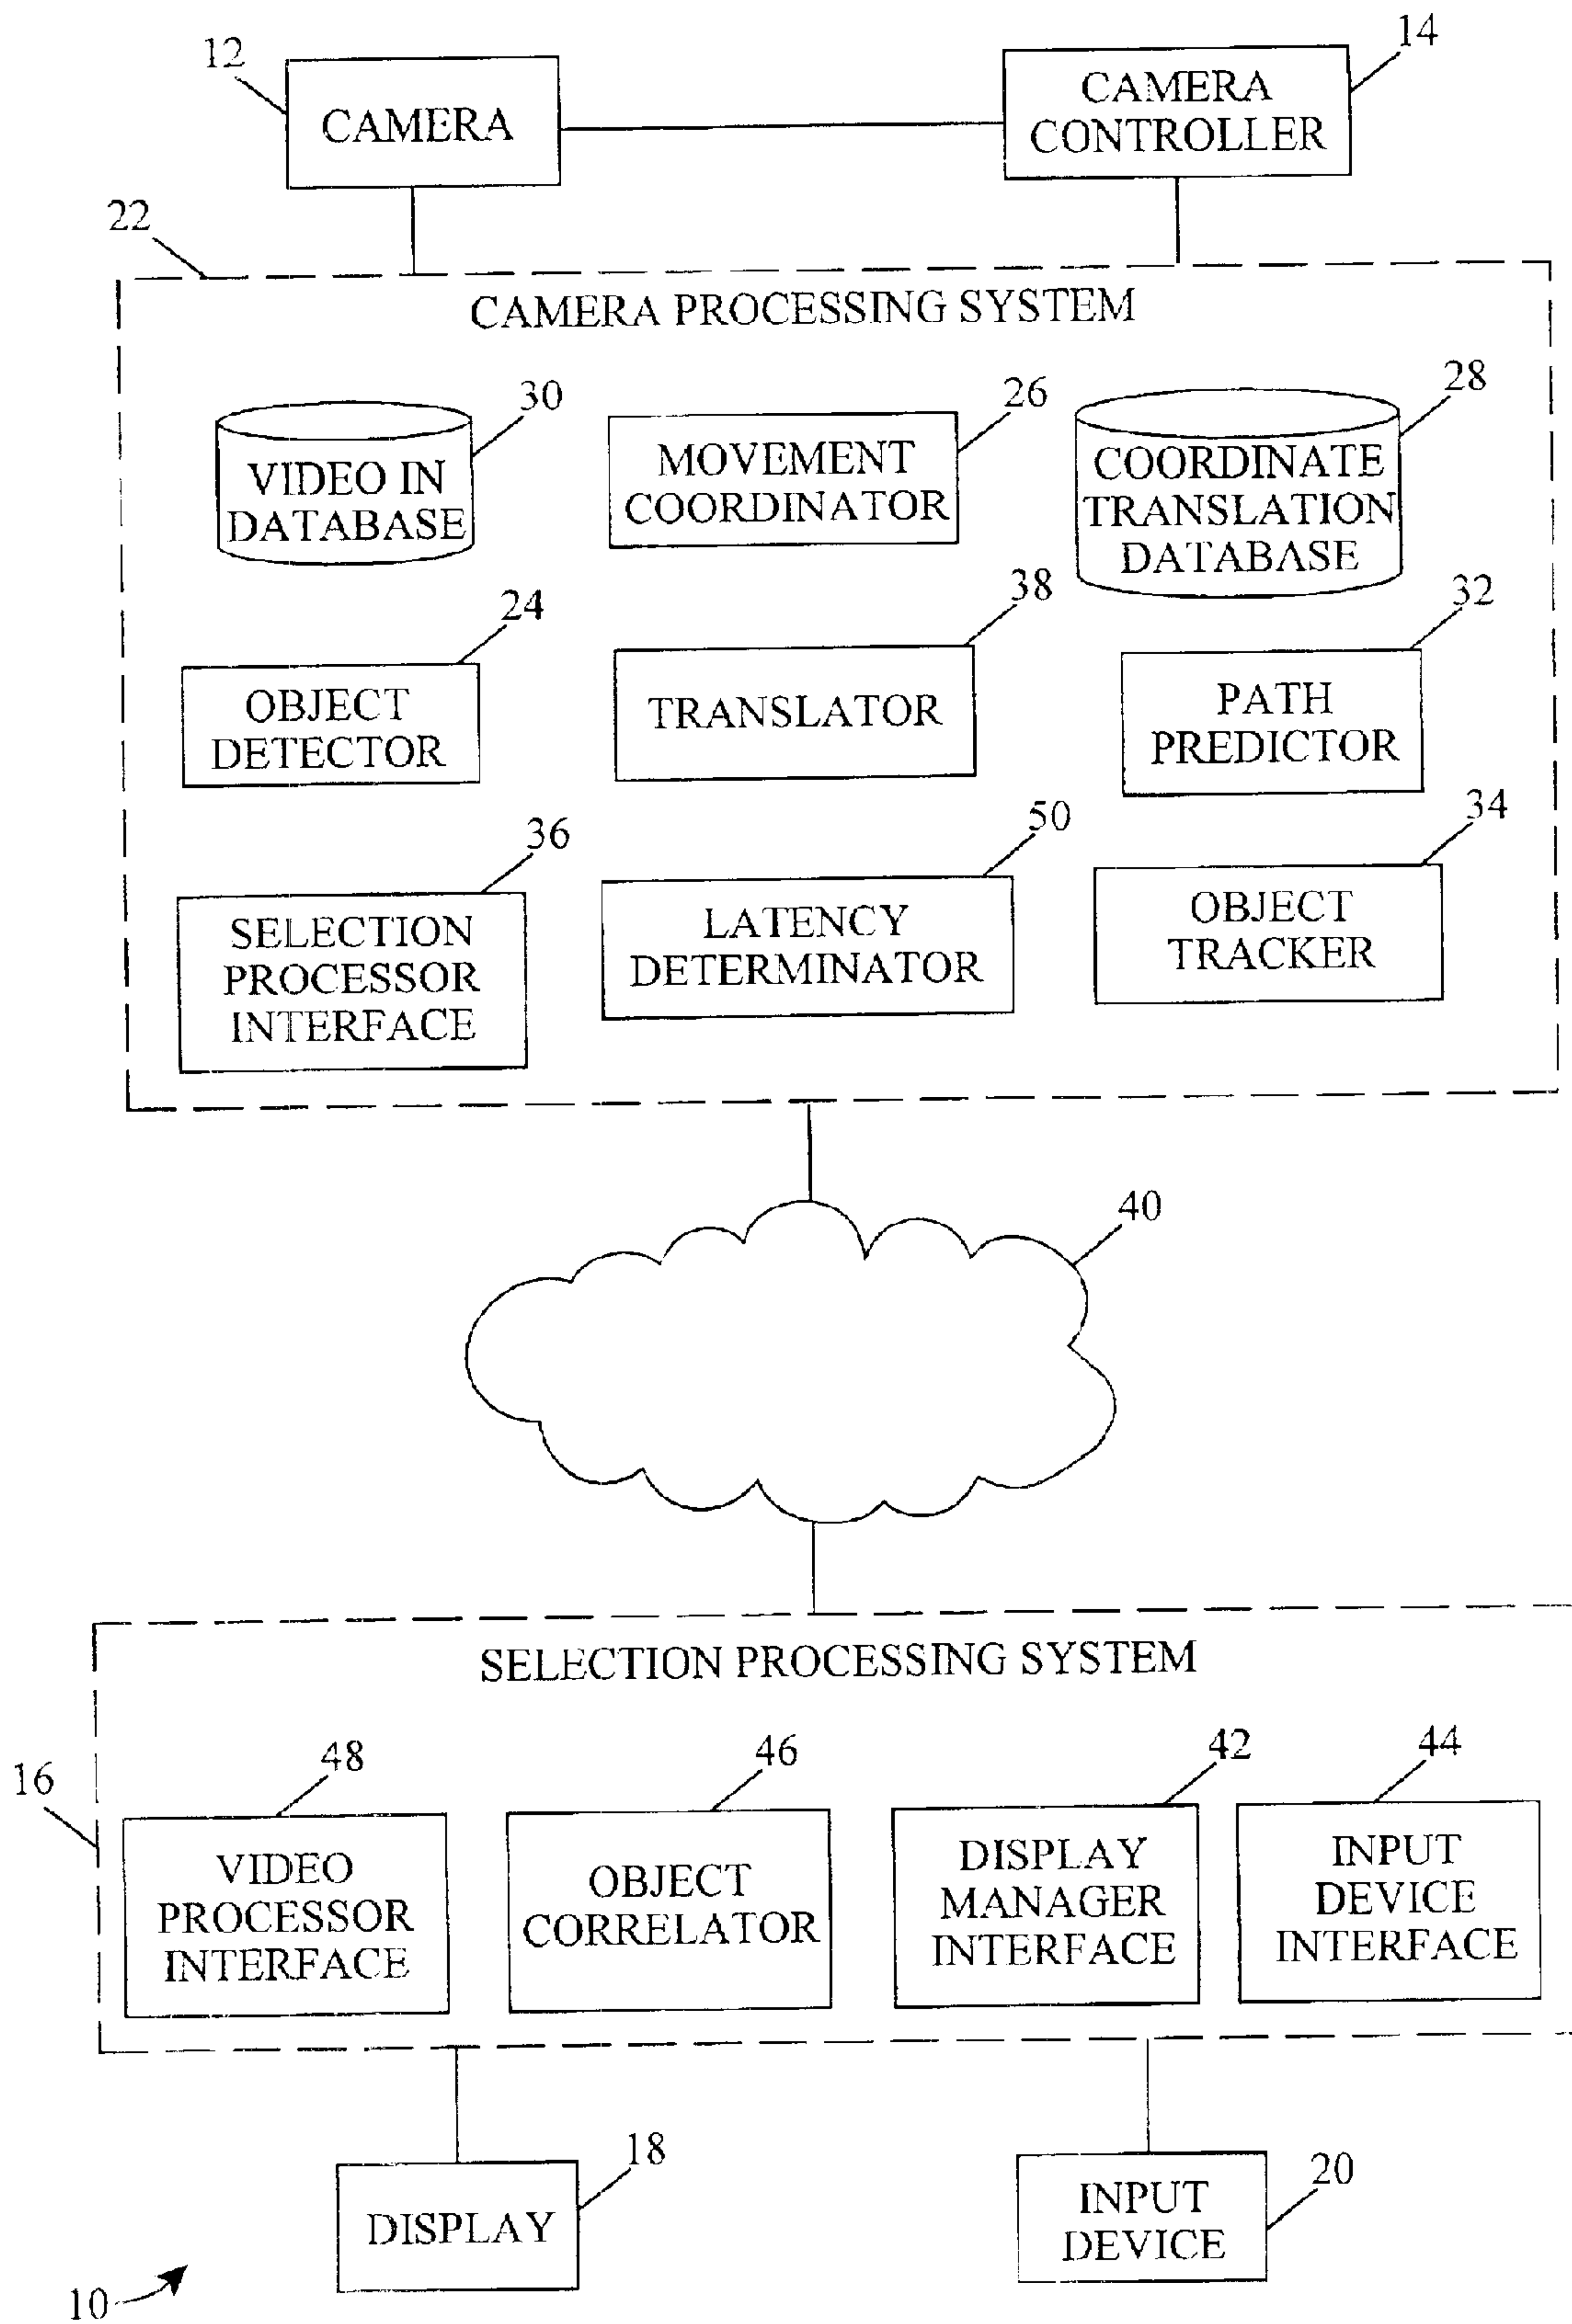 12
CAMERA
14
CAMERA
CONTROLLER
22
CAMERA PROCESSING SYSTEM
30
VIDEO IN
DATABASE
26
MOVEMENT
COORDINATOR
28
COORDINATE
TRANSLATION
DATABASE
24
OBJECT
DETECTOR
38
TRANSLATOR
32
PATH
PREDICTOR
36
SELECTION
PROCESSOR
INTERFACE
50
LATENCY
DETERMINATOR
34
OBJECT
TRACKER
40
SELECTION PROCESSING SYSTEM
16
48
VIDEO
PROCESSOR
INTERFACE
46
OBJECT
CORRELATOR
42
DISPLAY
MANAGER
INTERFACE
44
INPUT
DEVICE
INTERFACE
18
DISPLAY
20
INPUT
DEVICE
10